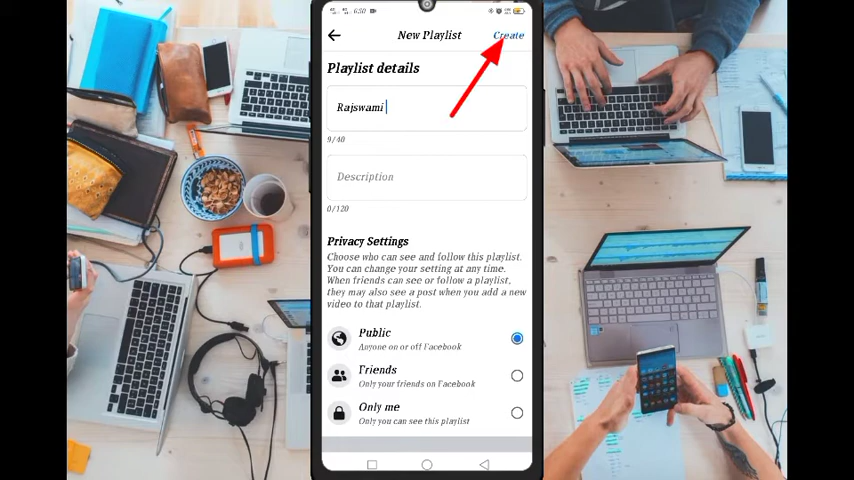 6:50
New Playlist
Create
Playlist details
Rajswami
9/40
Description
0/120
Privacy Settings
Choose who can see and follow this playlist.
You can change your setting at any time.
When friends can see or follow a playlist,
they may also see a post when you add a new
video to that playlist.
Public
Anyone on or off Facebook
Friends
Only your friends on Facebook
Only me
Only you can see this playlist